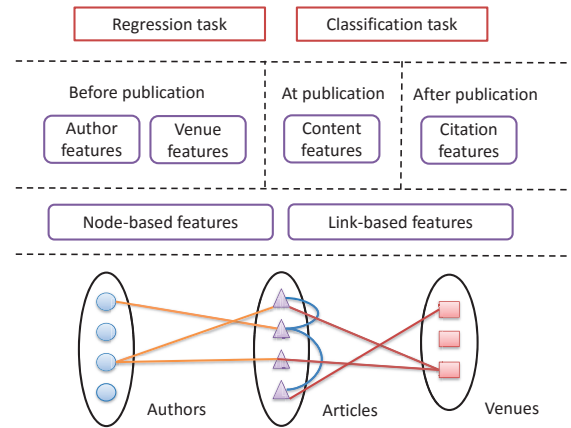 Regression task
Classification task
Before publication
At publication
After publication
Author
features
Venue
features
Content
features
Citation
features
Node-based features
Link-based features
Authors
Articles
Venues